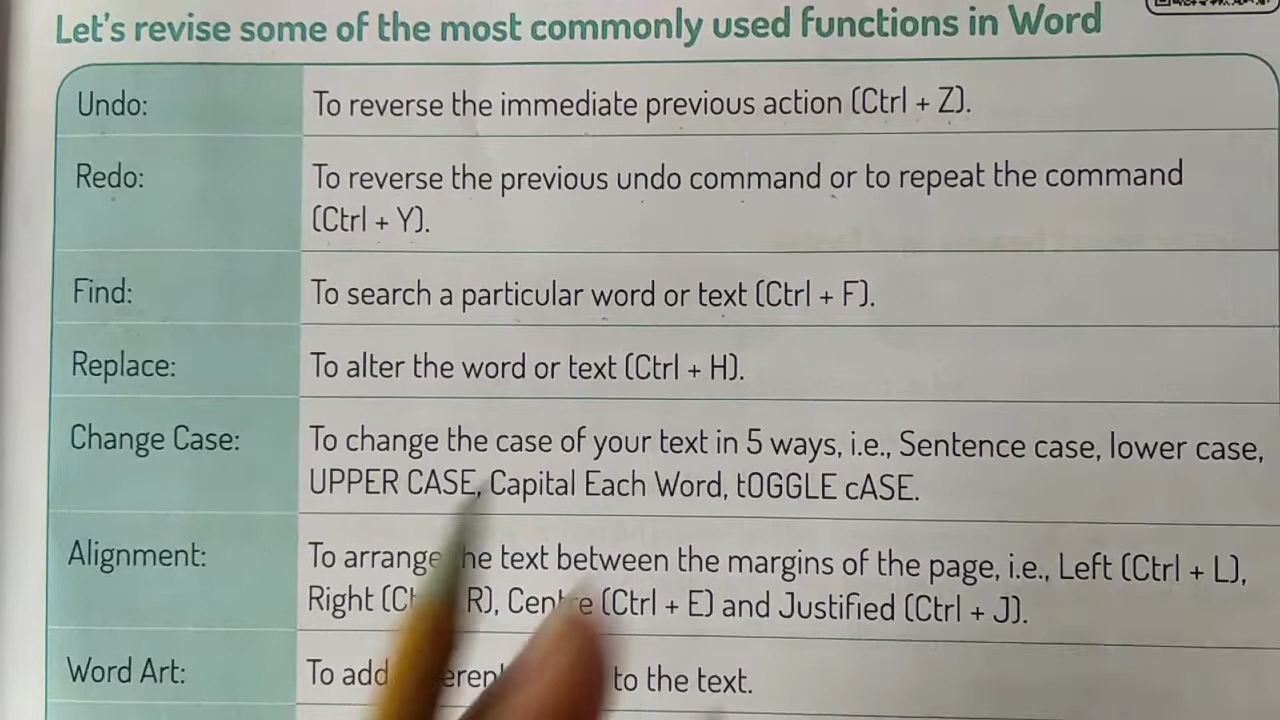 Let's revise some of the most commonly used functions in Word
Undo: To reverse the immediate previous action (Ctrl + Z).
Redo: To reverse the previous undo command or to repeat the command
(Ctrl + Y).
Find: To search a particular word or text (Ctrl + F).
Replace: To alter the word or text (Ctrl + H).
Change Case: To change the case of your text in 5 ways, i.e., Sentence case, lower case,
UPPER CASE, Capital Each Word, tOGGLE cASE.
Alignment: To arrange the text between the margins of the page, i.e., Left (Ctrl + L),
Right (Ctrl + R), Centre (Ctrl + E) and Justified (Ctrl + J).
Word Art: To add to the text.